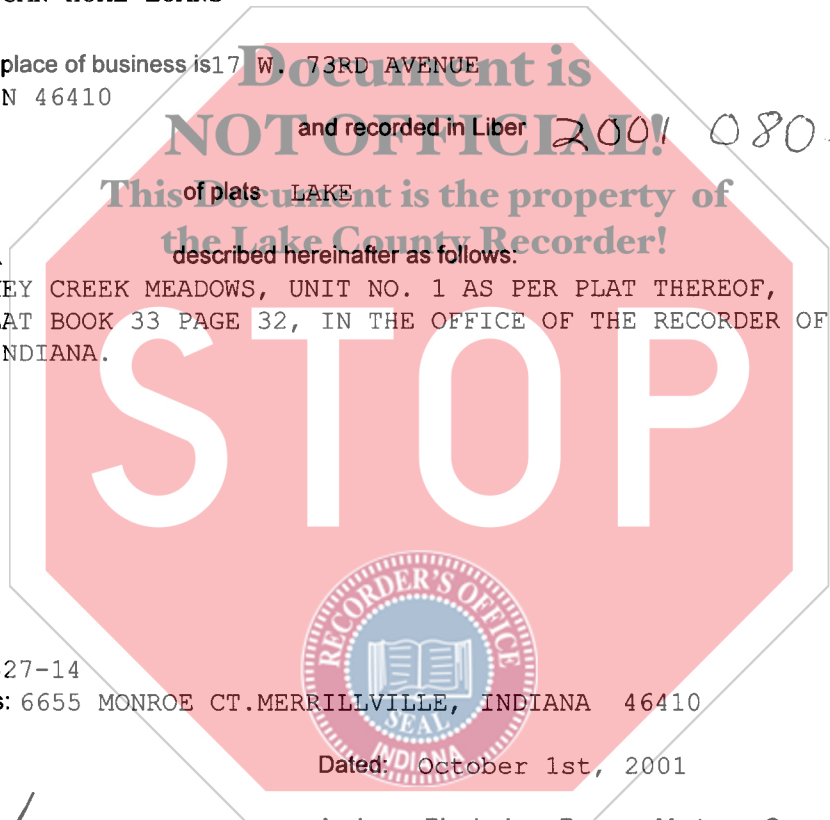 place of business is 17 W. 73RD AVENUE
Document is
N 46410
and recorded in Liber 2001 080
NOT OFFICIAL!
of plats LAKE
This Document is the property of
the Lake County Recorder!
described hereinafter as follows:
EY CREEK MEADOWS, UNIT NO. 1 AS PER PLAT THEREOF,
AT BOOK 33 PAGE 32, IN THE OFFICE OF THE RECORDER OF
NDIANA.
STOP
RECORDER'S OFFICE
27-14
s: 6655 MONROE CT.MERRILLVILLE, INDIANA 46410
SEAL
INDIANA
Dated: October 1st, 2001